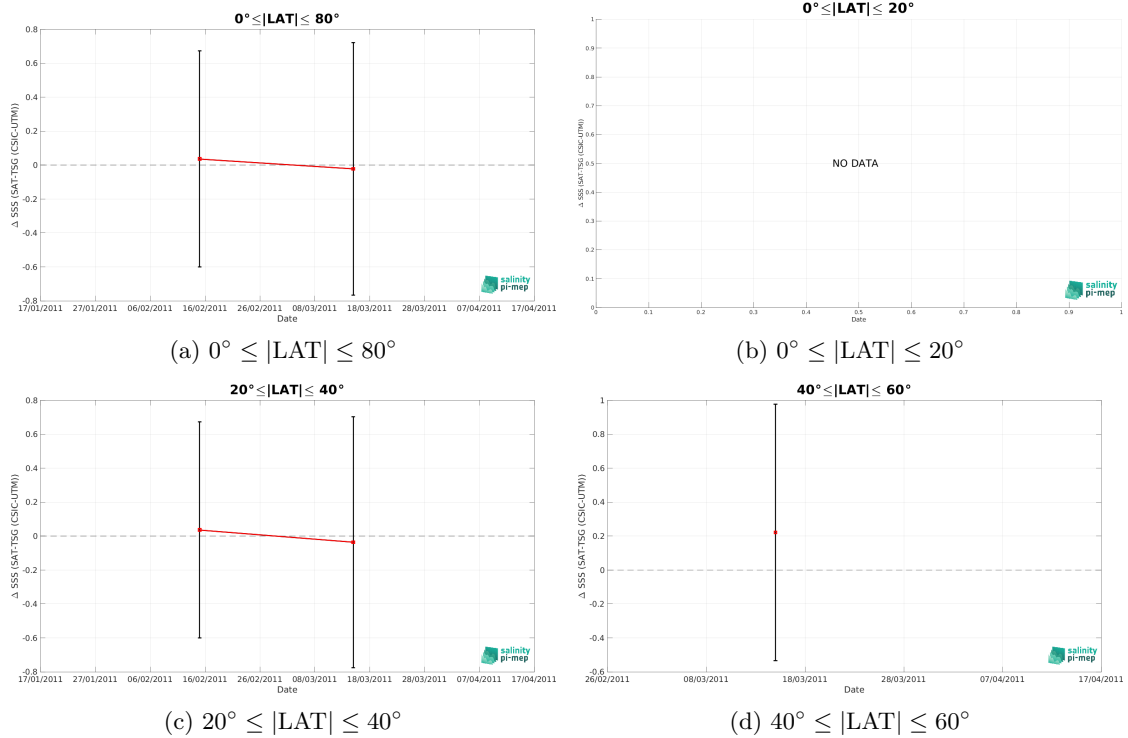 0°≤|LAT|≤ 80°
Δ SSS (SAT-TSG (CSIC-UTM))
0.8
0.6
0.4
0.2
0
-0.2
-0.4
-0.6
-0.8
17/01/2011 27/01/2011 06/02/2011 16/02/2011 26/02/2011 08/03/2011 18/03/2011 28/03/2011 07/04/2011 17/04/2011
Date
salinity
pi-mep
(a) 0° ≤ |LAT| ≤ 80°
0°≤|LAT|≤ 20°
Δ SSS (SAT-TSG (CSIC-UTM))
1
0.9
0.8
0.7
0.6
0.5
0.4
0.3
0.2
0.1
0
NO DATA
0 0.1 0.2 0.3 0.4 0.5 0.6 0.7 0.8 0.9 1
Date
salinity
pi-mep
(b) 0° ≤ |LAT| ≤ 20°
20°≤|LAT|≤ 40°
Δ SSS (SAT-TSG (CSIC-UTM))
0.8
0.6
0.4
0.2
0
-0.2
-0.4
-0.6
-0.8
17/01/2011 27/01/2011 06/02/2011 16/02/2011 26/02/2011 08/03/2011 18/03/2011 28/03/2011 07/04/2011 17/04/2011
Date
salinity
pi-mep
(c) 20° ≤ |LAT| ≤ 40°
40°≤|LAT|≤ 60°
Δ SSS (SAT-TSG (CSIC-UTM))
1
0.8
0.6
0.4
0.2
0
-0.2
-0.4
-0.6
26/02/2011 08/03/2011 18/03/2011 28/03/2011 07/04/2011 17/04/2011
Date
salinity
pi-mep
(d) 40° ≤ |LAT| ≤ 60°